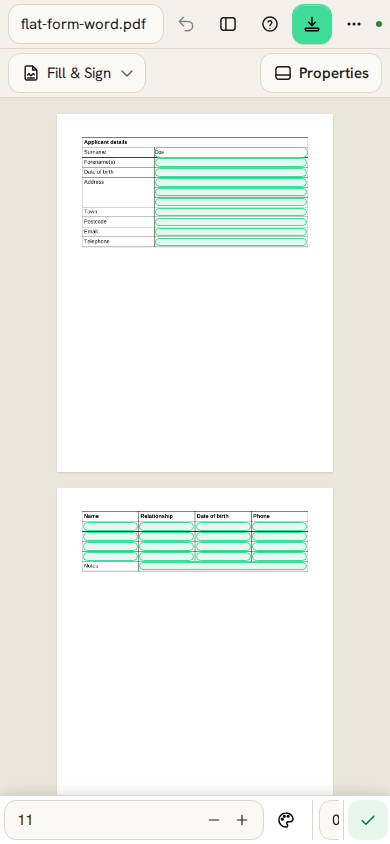 flat-form-word.pdf
Fill & Sign
Properties
Applicant details
Surname Doe
Forename(s)
Date of birth
Address
Town
Postcode
Email
Telephone
Name Relationship Date of birth Phone
Notes
11